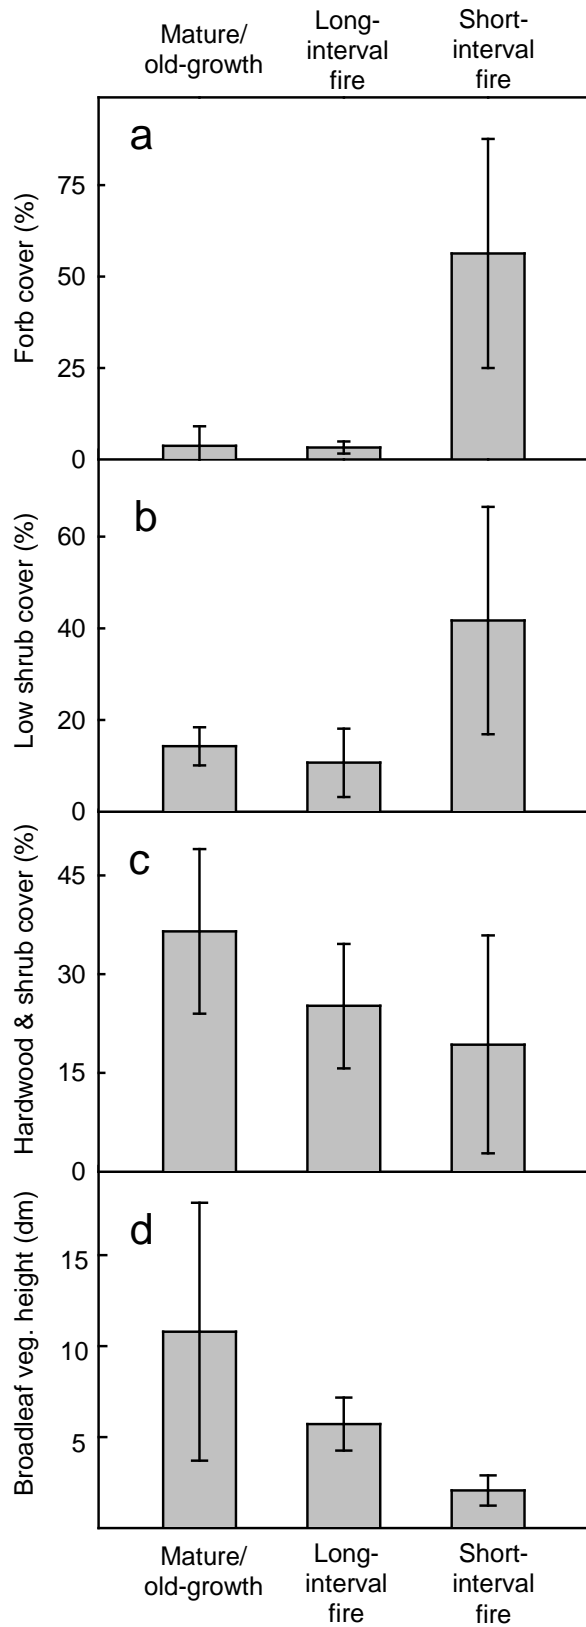 Mature/
old-growth
Long-
interval
fire
Short-
interval
fire
a
Forb cover (%)
75
50
25
0
b
Low shrub cover (%)
60
40
20
0
c
Hardwood & shrub cover (%)
45
30
15
0
d
Broadleaf veg. height (dm)
15
10
5
Mature/
old-growth
Long-
interval
fire
Short-
interval
fire